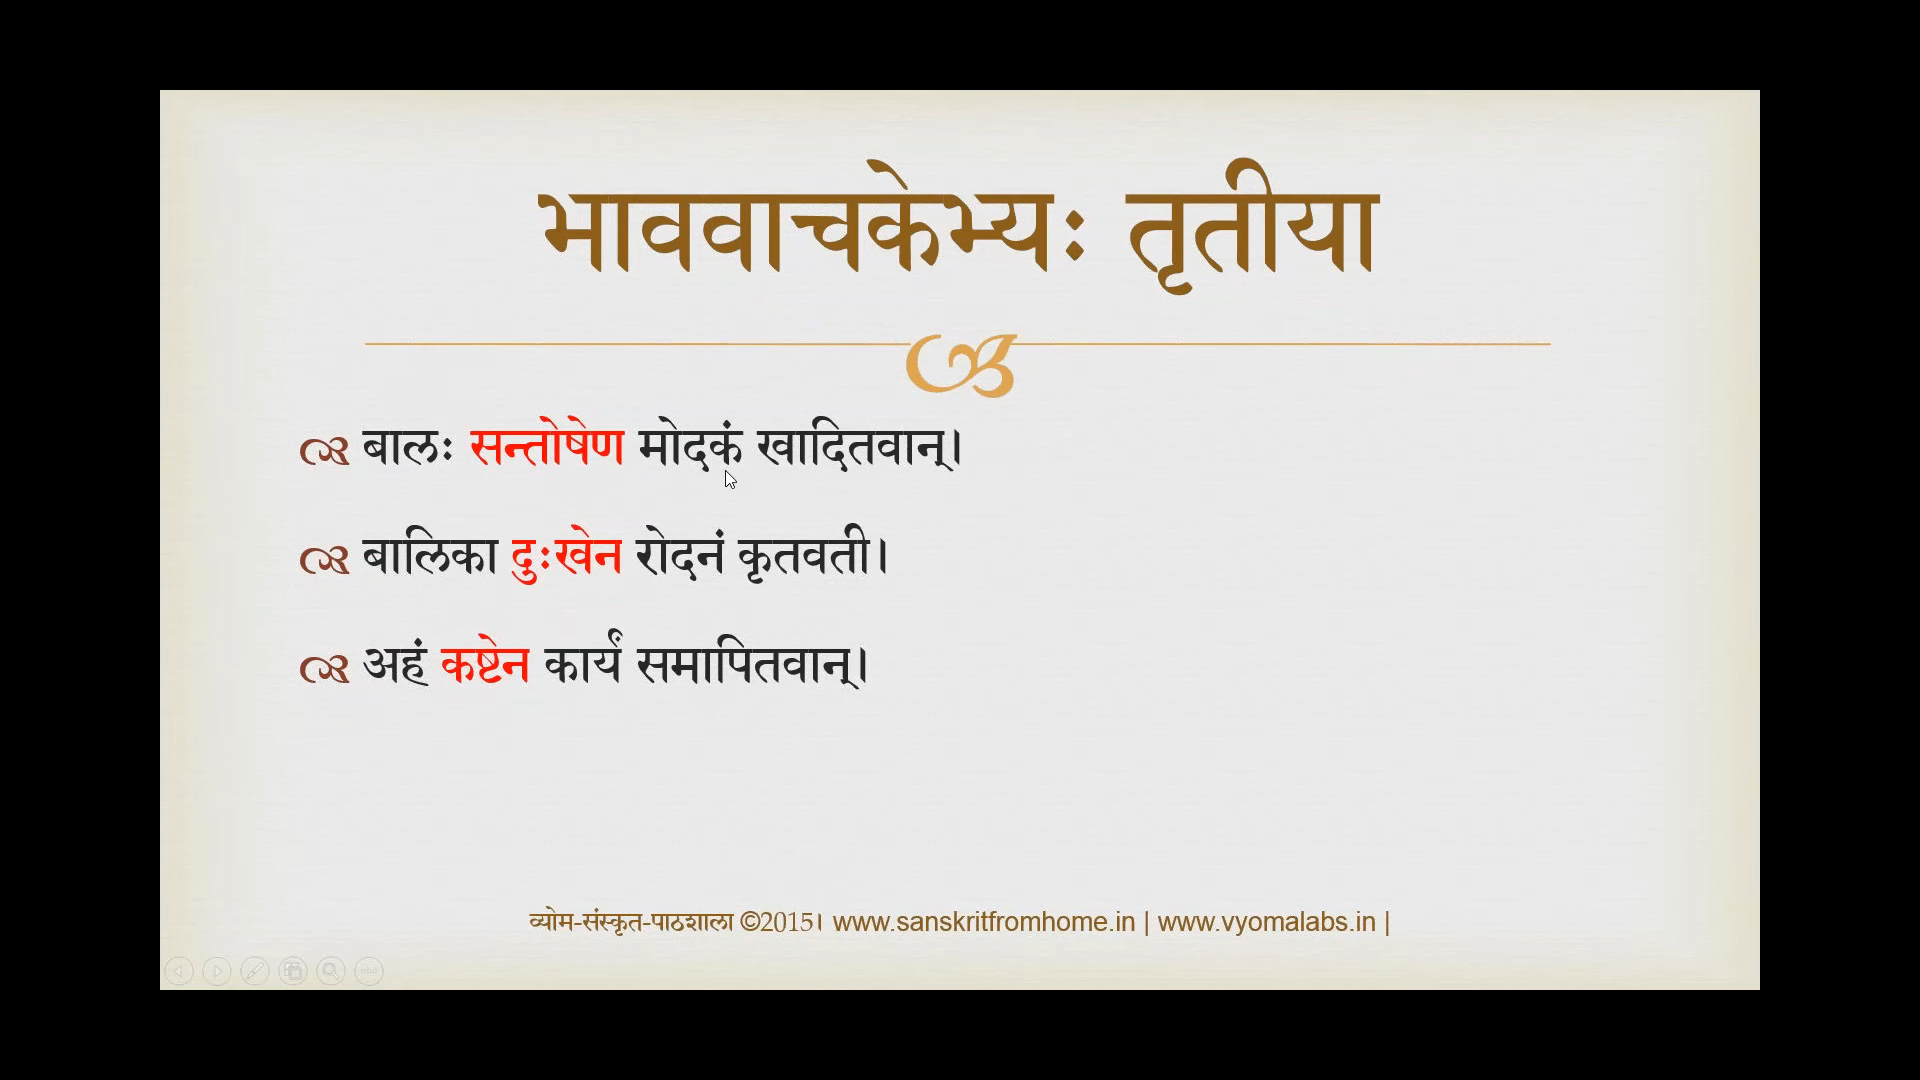 भाववाचकेभ्यः तृतीया
बालः सन्तोषेण मोदकं खादितवान्।
बालिका दुःखेन रोदनं कृतवती।
अहं कष्टेन कार्यं समापितवान्।
व्योम-संस्कृत-पाठशाला ©2015। www.sanskritfromhome.in | www.vyomalabs.in |